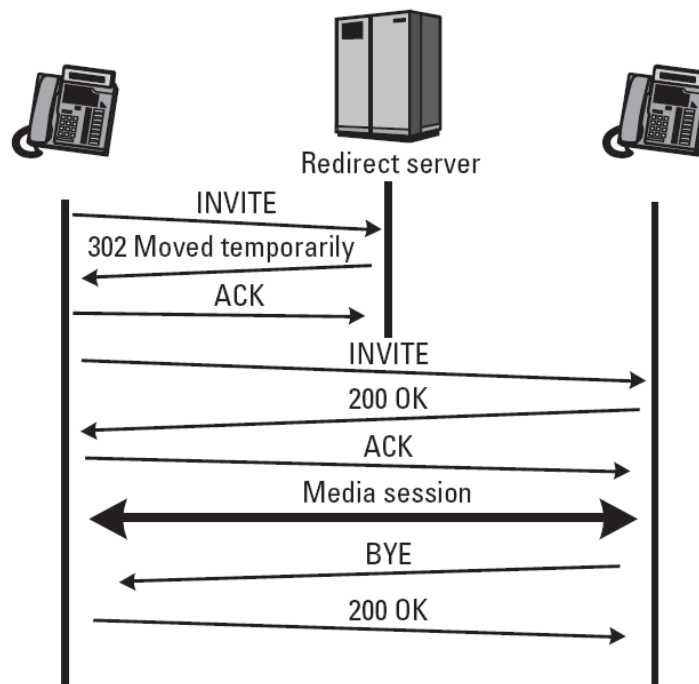 Redirect server
INVITE
302 Moved temporarily
ACK
INVITE
200 OK
ACK
Media session
BYE
200 OK